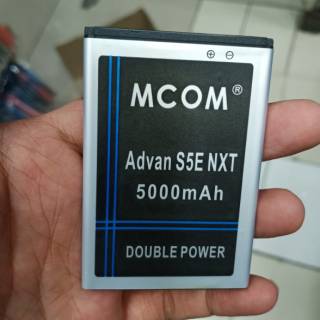 ⊕ ⊖
MCOM®
Advan S5E NXT
5000mAh
DOUBLE POWER